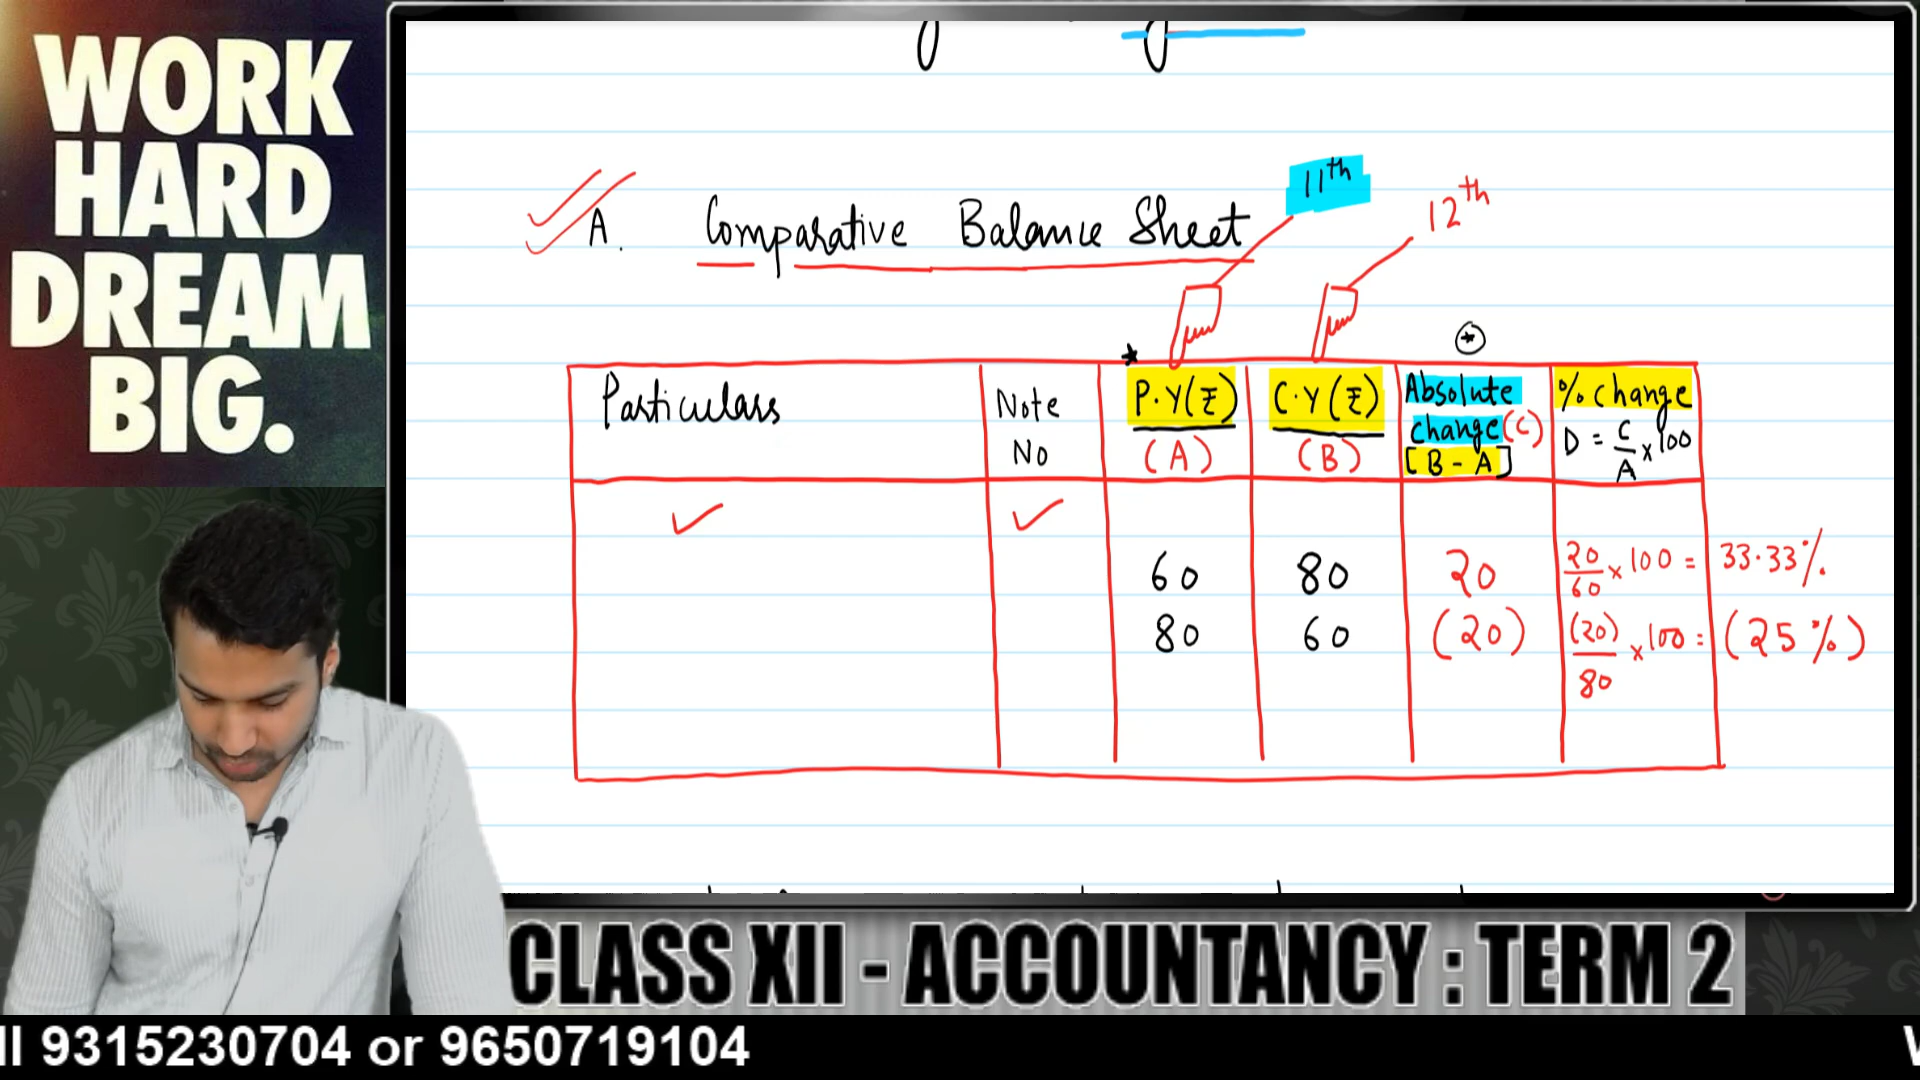 WORK
HARD
DREAM
BIG.
11th
12th
A. Comparative Balance Sheet
Particulars
Note
No
P.Y(₹)
(A)
C.Y(₹)
(B)
Absolute
change(C)
[B - A]
% change
D = C/A x 100
60 80 20 20/60 x 100 = 33.33%
80 60 (20) (20)/80 x 100 = (25%)
CLASS XII - ACCOUNTANCY : TERM 2
ll 9315230704 or 9650719104